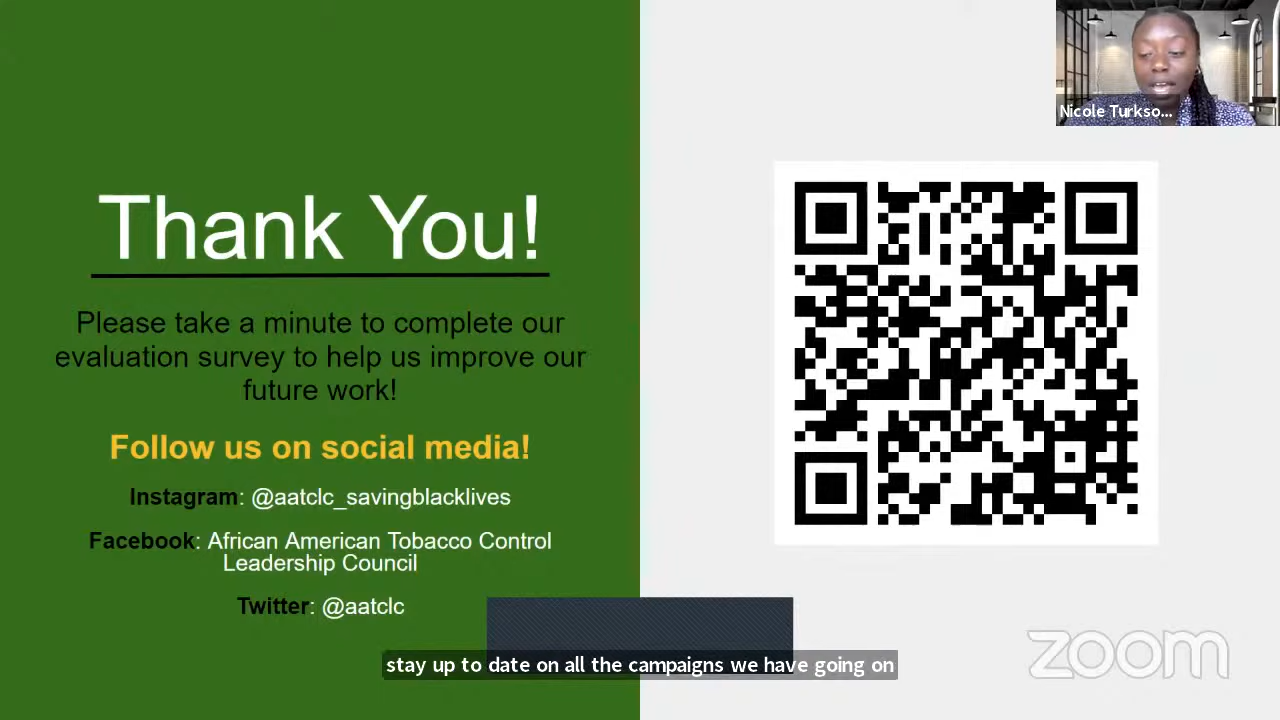 Nicole Turkso...
Thank You!
Please take a minute to complete our
evaluation survey to help us improve our
future work!
Follow us on social media!
Instagram: @aatclc_savingblacklives
Facebook: African American Tobacco Control
Leadership Council
Twitter: @aatclc
stay up to date on all the campaigns we have going on
zoom